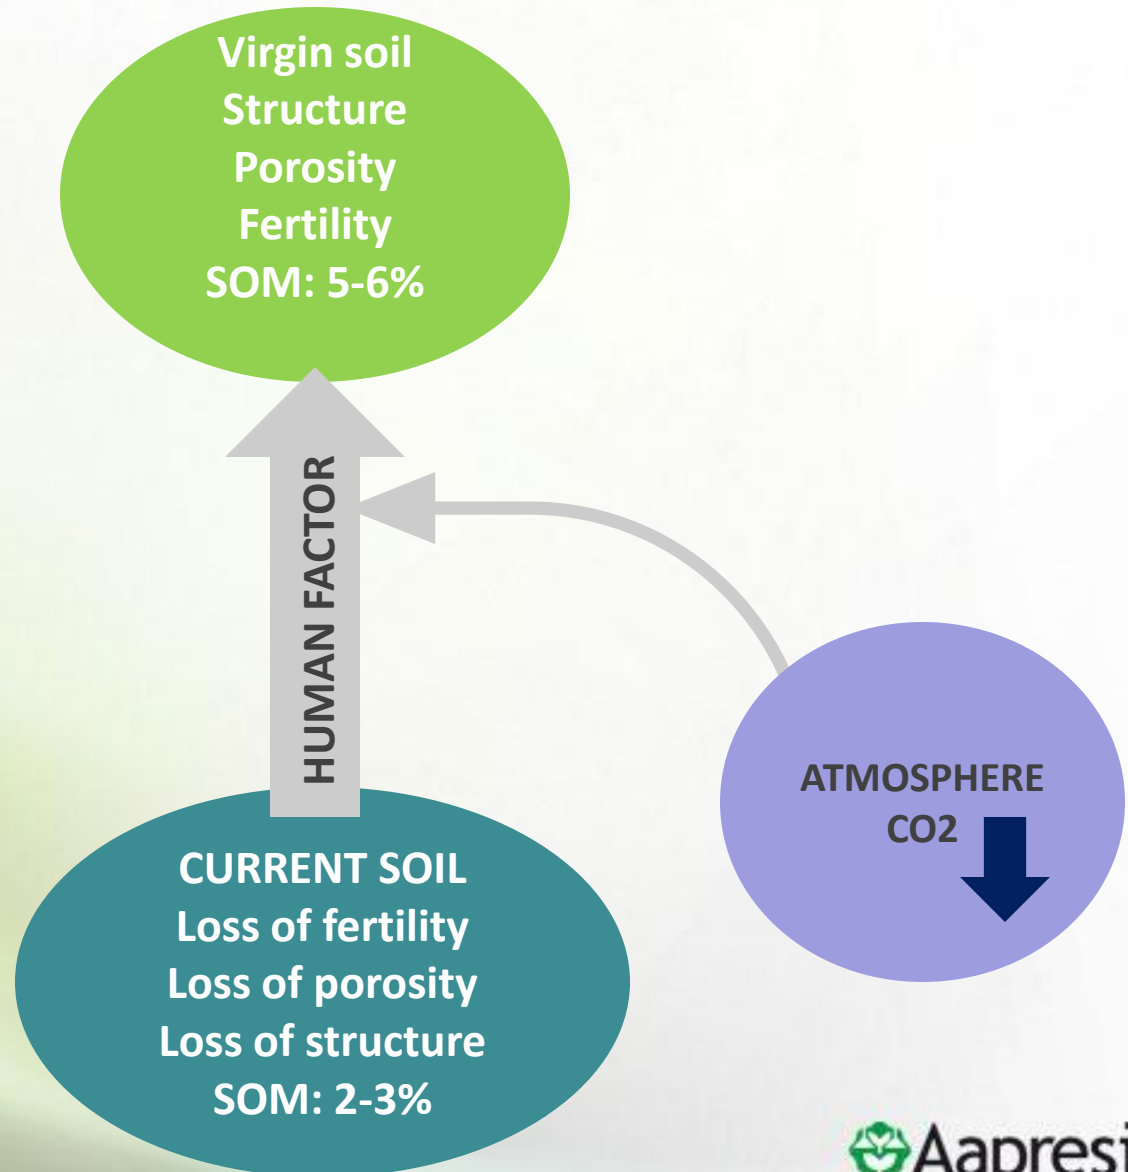 Virgin soil
Structure
Porosity
Fertility
SOM: 5-6%
HUMAN FACTOR
ATMOSPHERE
CO2
CURRENT SOIL
Loss of fertility
Loss of porosity
Loss of structure
SOM: 2-3%
Aapresi